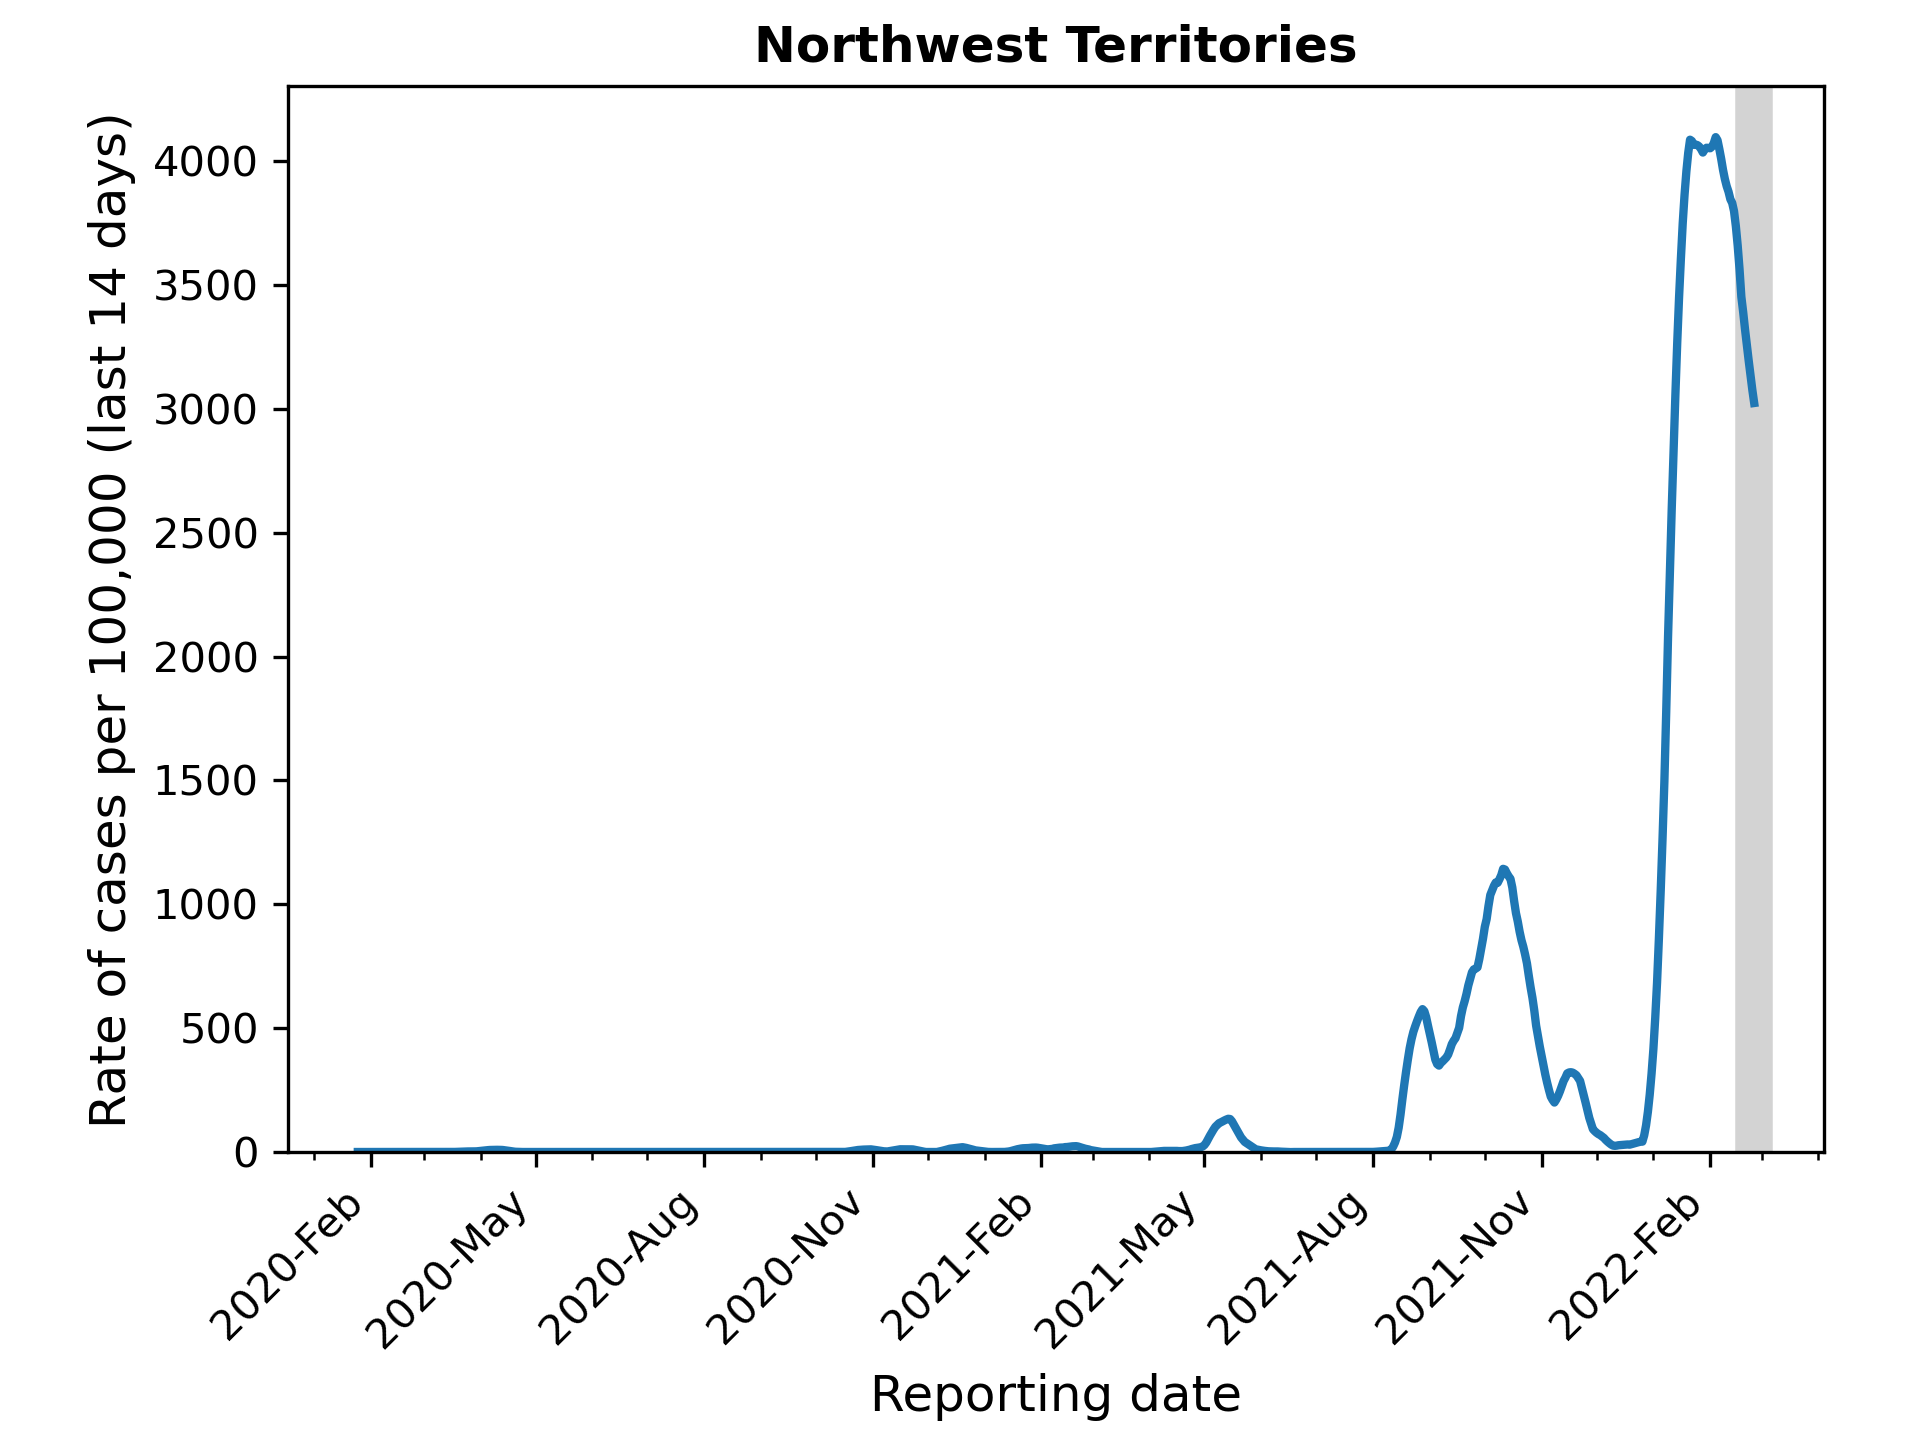 Northwest Territories
Rate of cases per 100,000 (last 14 days)
4000
3500
3000
2500
2000
1500
1000
500
0
2020-Feb
2020-May
2020-Aug
2020-Nov
2021-Feb
2021-May
2021-Aug
2021-Nov
2022-Feb
Reporting date